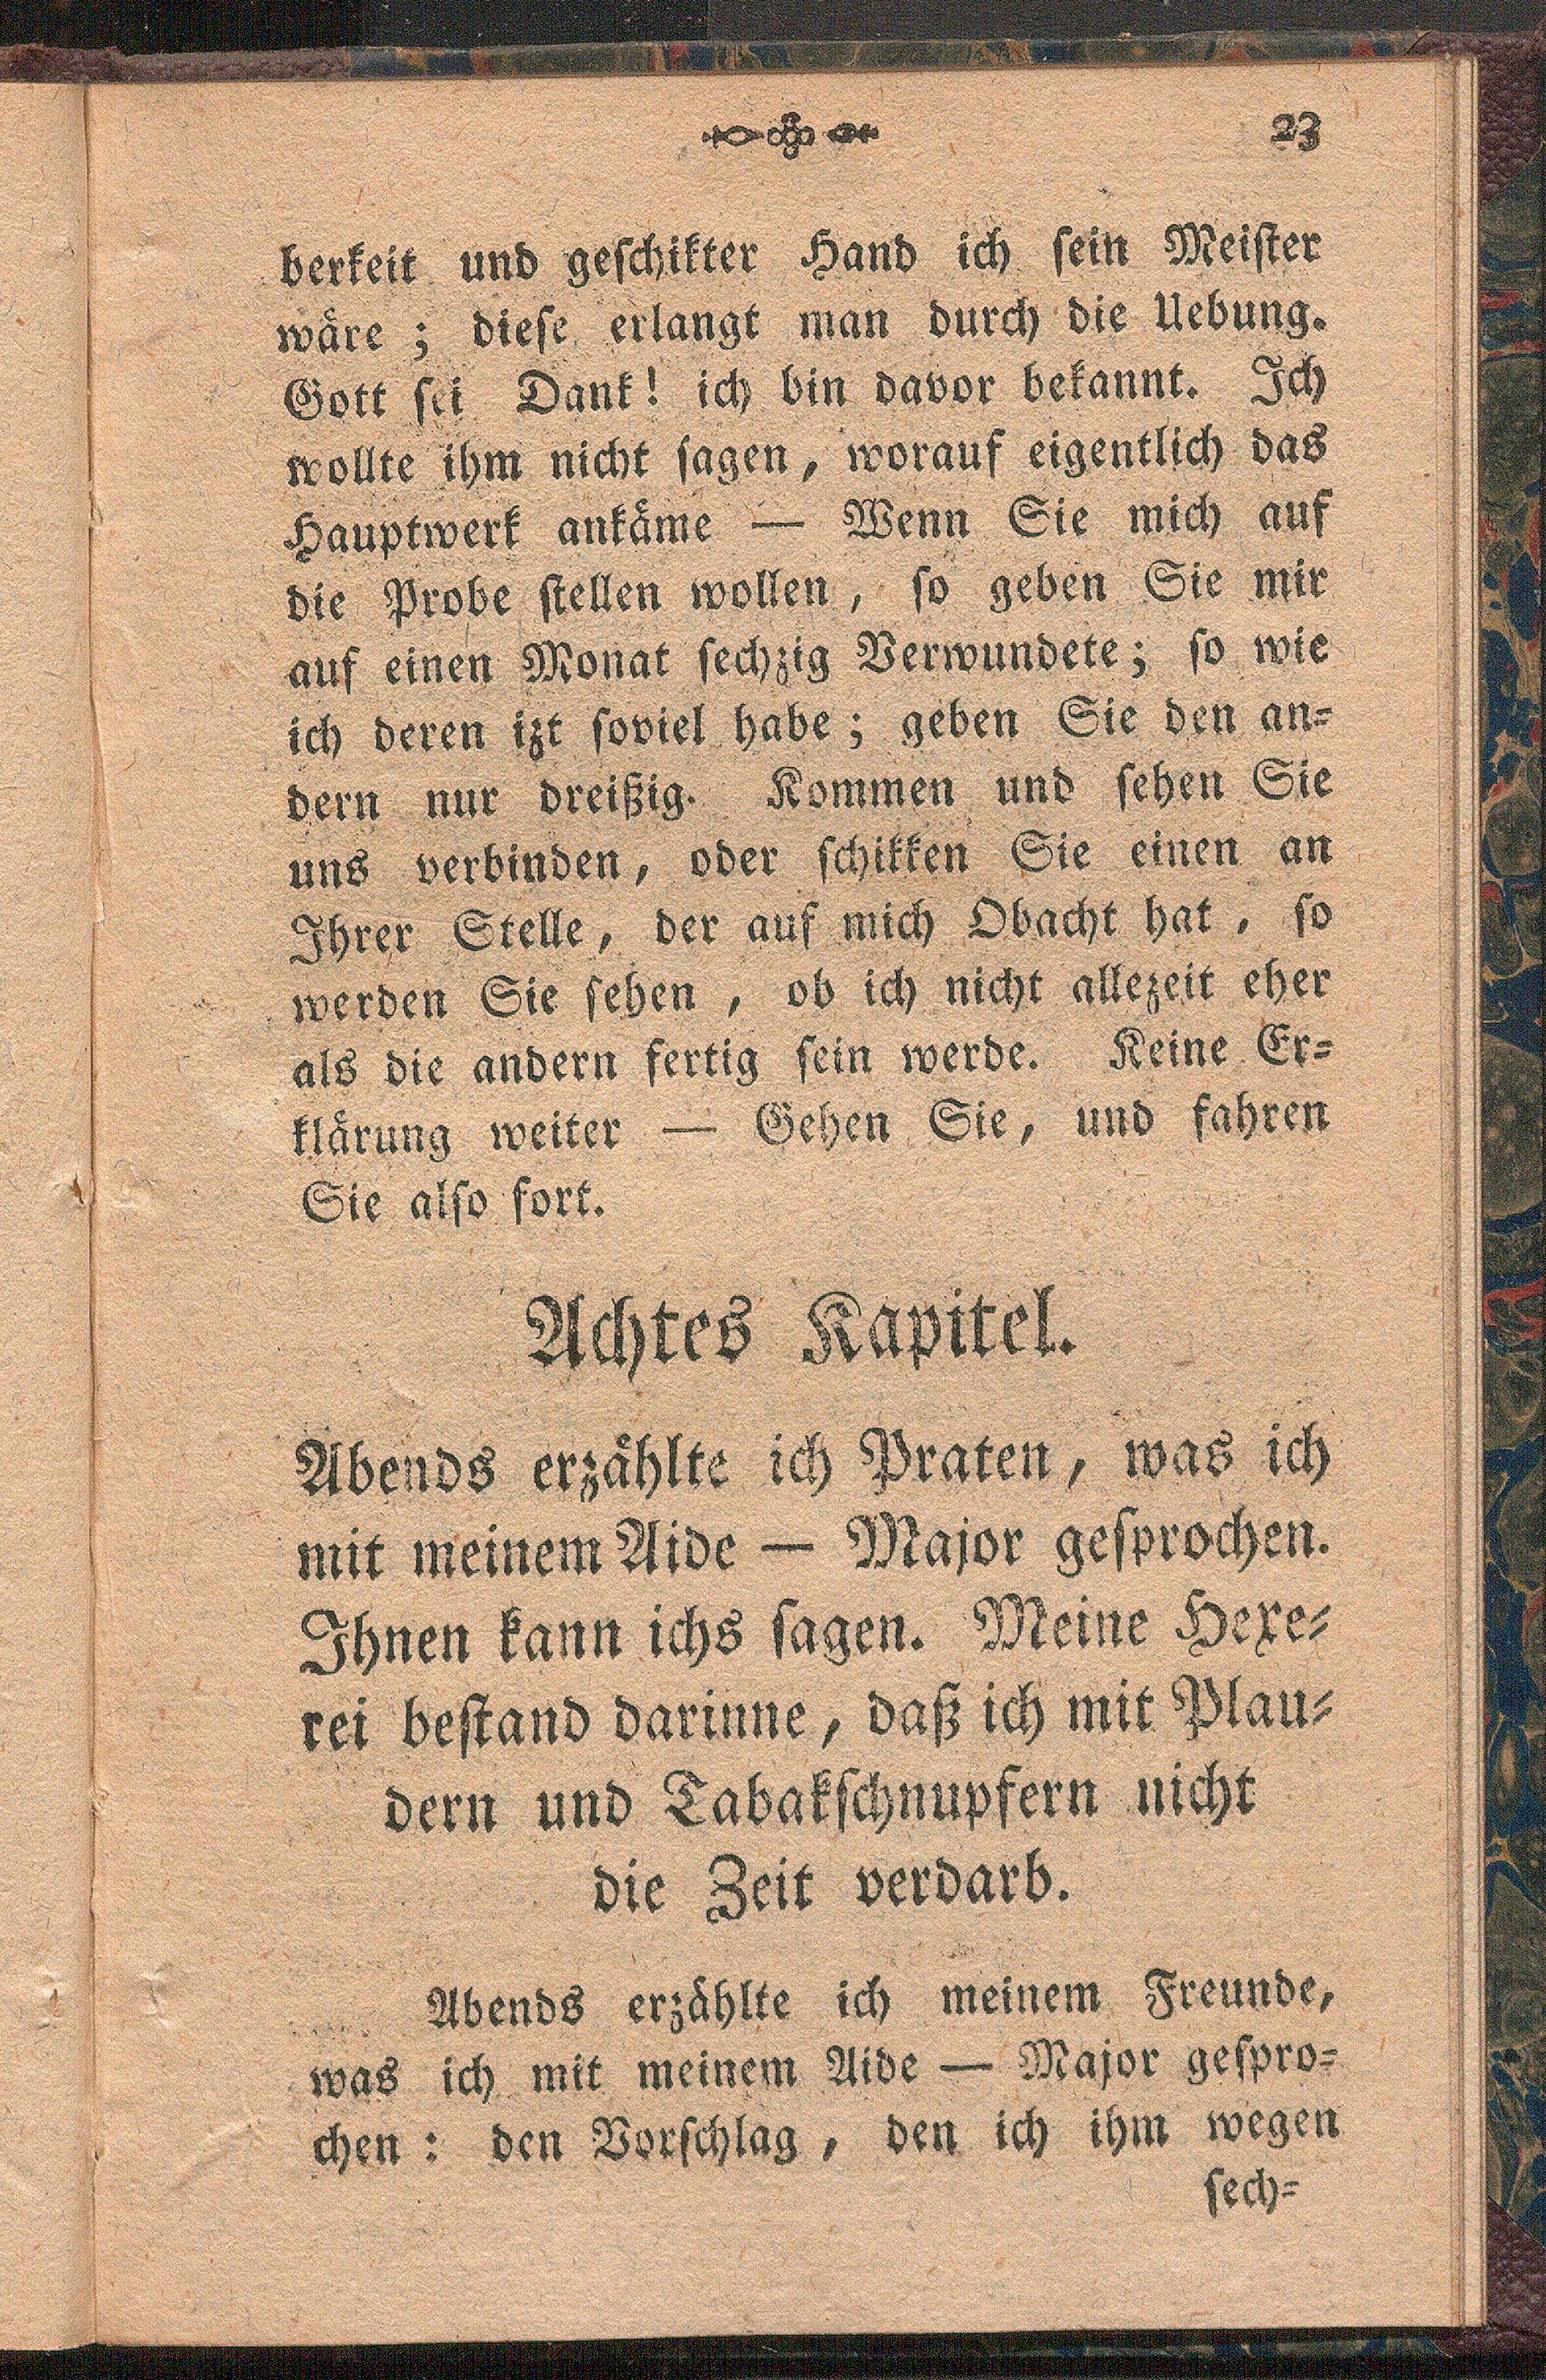 23
berkeit und geſchikter Hand ich ſein Meiſter
wäre ; dieſe erlangt man durch die Uebung.
Gott ſei Dank! ich bin davor bekannt. Ich
wollte ihm nicht ſagen, worauf eigentlich das
Hauptwerk ankäme — Wenn Sie mich auf
die Probe ſtellen wollen, ſo geben Sie mir
auf einen Monat ſechzig Verwundete; ſo wie
ich deren izt ſoviel habe; geben Sie den an⸗
dern nur dreißig. Kommen und ſehen Sie
uns verbinden, oder ſchikken Sie einen an
Ihrer Stelle, der auf mich Obacht hat, ſo
werden Sie ſehen, ob ich nicht allezeit eher
als die andern fertig ſein werde. Keine Er⸗
klärung weiter — Gehen Sie, und fahren
Sie alſo fort.
Achtes Kapitel.
Abends erzählte ich Praten, was ich
mit meinem Aide — Major geſprochen.
Ihnen kann ichs ſagen. Meine Hexe⸗
rei beſtand darinne, daß ich mit Plau⸗
dern und Tabakſchnupfern nicht
die Zeit verdarb.
Abends erzählte ich meinem Freunde,
was ich mit meinem Aide — Major geſpro⸗
chen: den Vorſchlag, den ich ihm wegen
ſech⸗